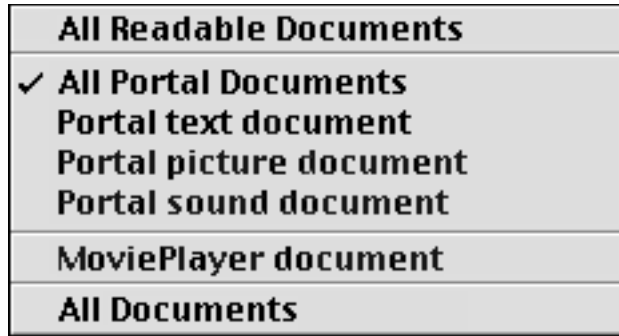 All Readable Documents
✓ All Portal Documents
Portal text document
Portal picture document
Portal sound document
MoviePlayer document
All Documents